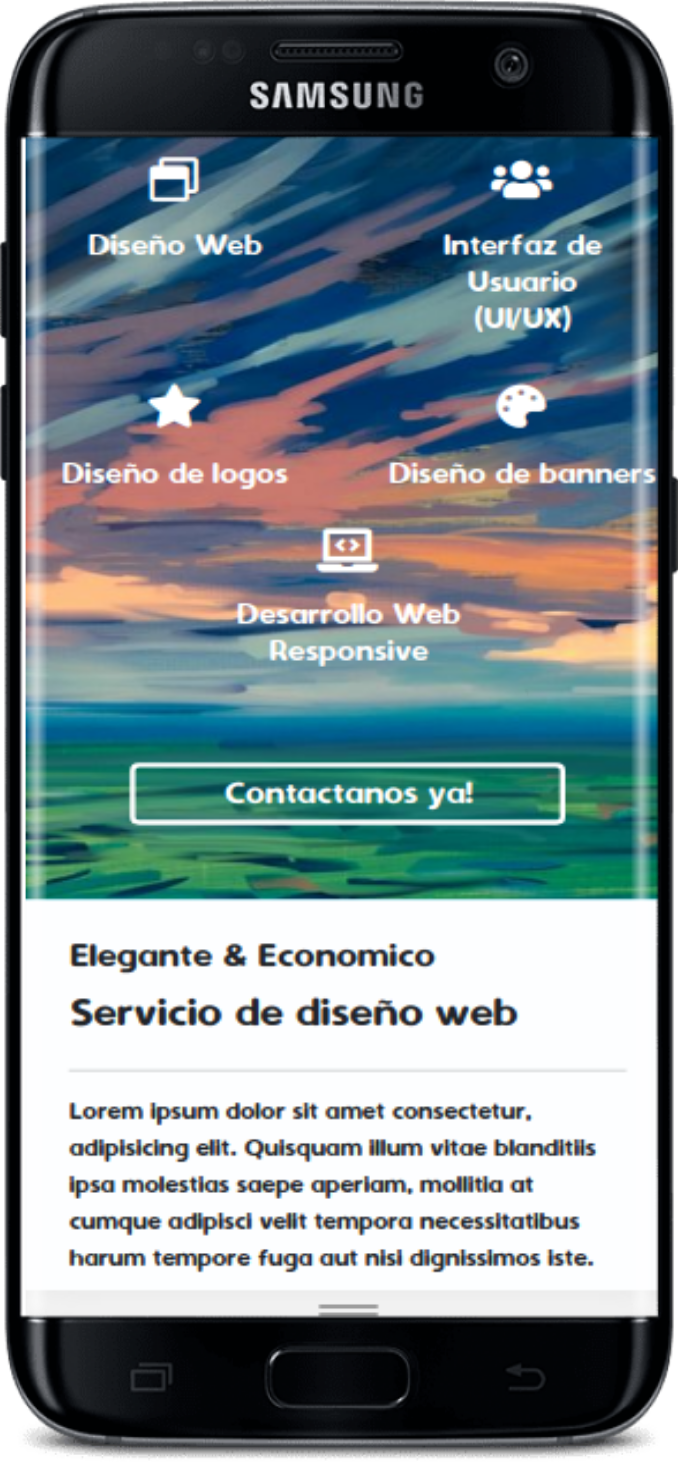 SAMSUNG
Diseño Web
Interfaz de
Usuario
(UI/UX)
Diseño de logos
Diseño de banners
Desarrollo Web
Responsive
Contactanos ya!
Elegante & Economico
Servicio de diseño web
Lorem ipsum dolor sit amet consectetur,
adipisicing elit. Quisquam illum vitae blanditiis
ipsa molestias saepe aperiam, mollitia at
cumque adipisci velit tempora necessitatibus
harum tempore fuga aut nisi dignissimos iste.